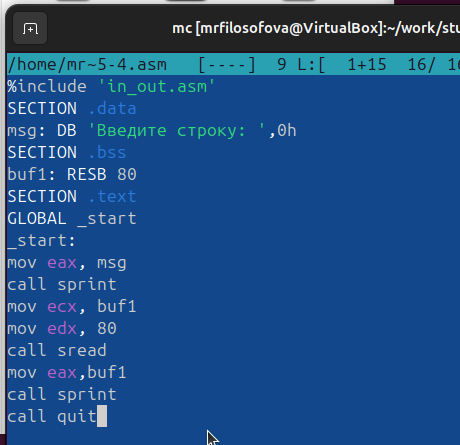 mc [mrfilosofova@VirtualBox]:~/work/stu
/home/mr~5-4.asm   [----]  9 L:[  1+15  16/ 16
%include 'in_out.asm'
SECTION .data
msg: DB 'Введите строку: ',0h
SECTION .bss
buf1: RESB 80
SECTION .text
GLOBAL _start
_start:
mov eax, msg
call sprint
mov ecx, buf1
mov edx, 80
call sread
mov eax,buf1
call sprint
call quit